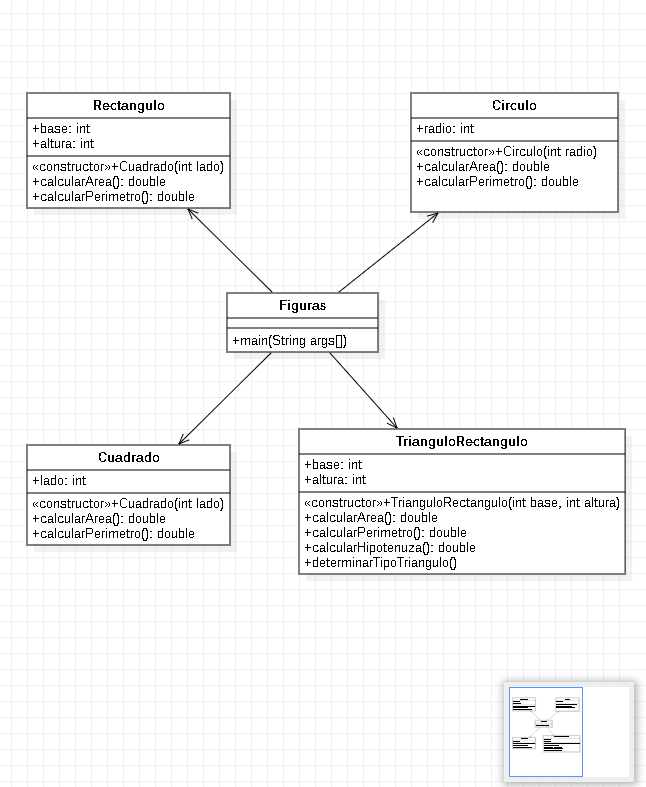 Rectangulo
+base: int
+altura: int
«constructor»+Cuadrado(int lado)
+calcularArea(): double
+calcularPerimetro(): double
Circulo
+radio: int
«constructor»+Circulo(int radio)
+calcularArea(): double
+calcularPerimetro(): double
Figuras
+main(String args[])
Cuadrado
+lado: int
«constructor»+Cuadrado(int lado)
+calcularArea(): double
+calcularPerimetro(): double
TrianguloRectangulo
+base: int
+altura: int
«constructor»+TrianguloRectangulo(int base, int altura)
+calcularArea(): double
+calcularPerimetro(): double
+calcularHipotenuza(): double
+determinarTipoTriangulo()